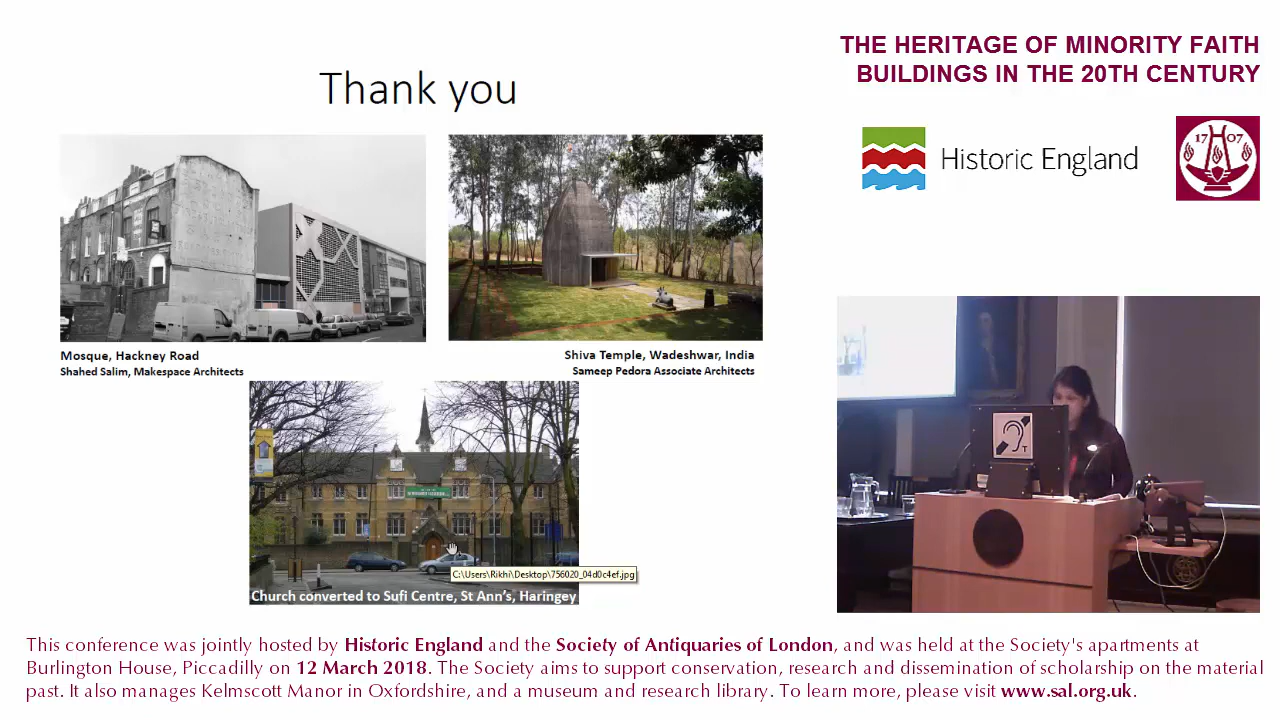 THE HERITAGE OF MINORITY FAITH
BUILDINGS IN THE 20TH CENTURY
Thank you
Historic England
1707
Mosque, Hackney Road
Shahed Salim, Makespace Architects
Shiva Temple, Wadeshwar, India
Sameep Pedora Associate Architects
T
C:\Users\Rikhi\Desktop\756020_04d0c4ef.jpg
Church converted to Sufi Centre, St Ann's, Haringey
This conference was jointly hosted by Historic England and the Society of Antiquaries of London, and was held at the Society's apartments at
Burlington House, Piccadilly on 12 March 2018. The Society aims to support conservation, research and dissemination of scholarship on the material
past. It also manages Kelmscott Manor in Oxfordshire, and a museum and research library. To learn more, please visit www.sal.org.uk.